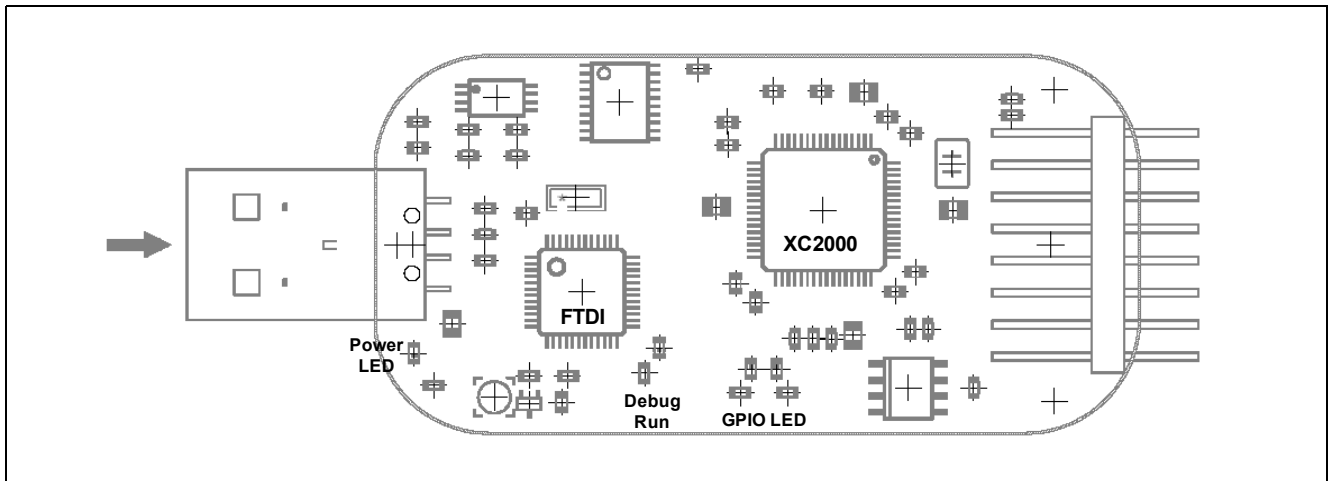 XC2000
FTDI
Power
LED
Debug
Run
GPIO LED